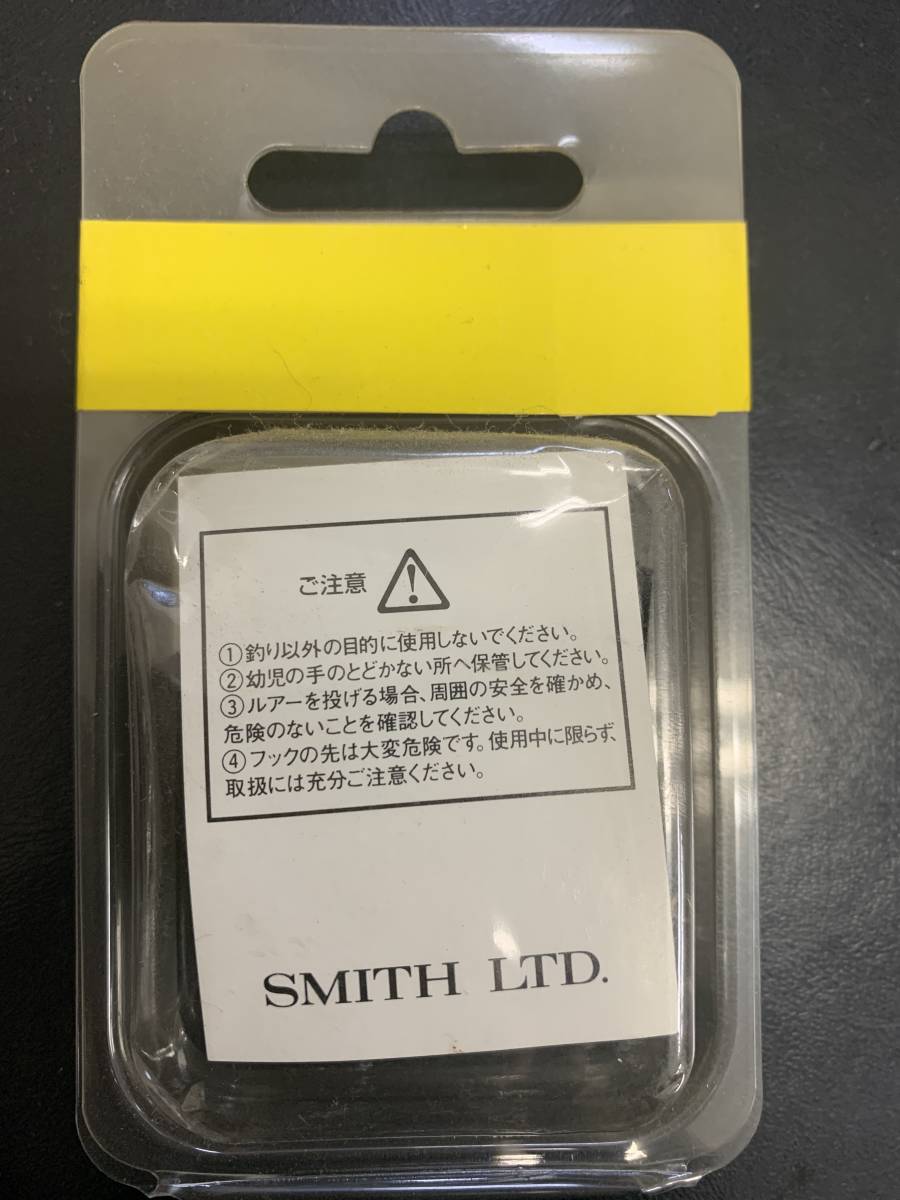 ご注意
①釣り以外の目的に使用しないでください。
②幼児の手のとどかない所へ保管してください。
③ルアーを投げる場合、周囲の安全を確かめ、
危険のないことを確認してください。
④フックの先は大変危険です。使用中に限らず、
取扱には充分ご注意ください。
SMITH LTD.